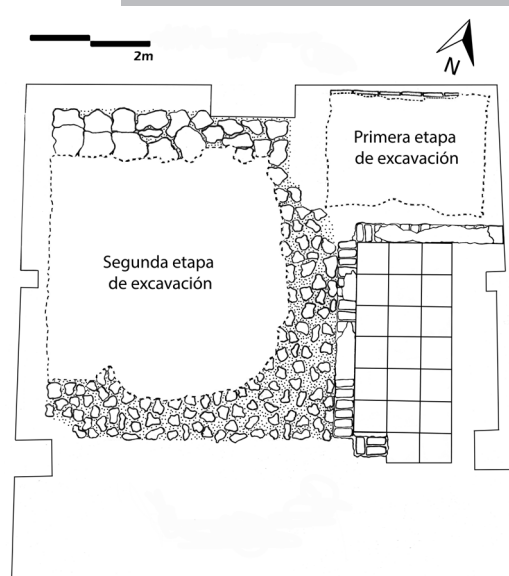 2m
N
Primera etapa
de excavación
Segunda etapa
de excavación